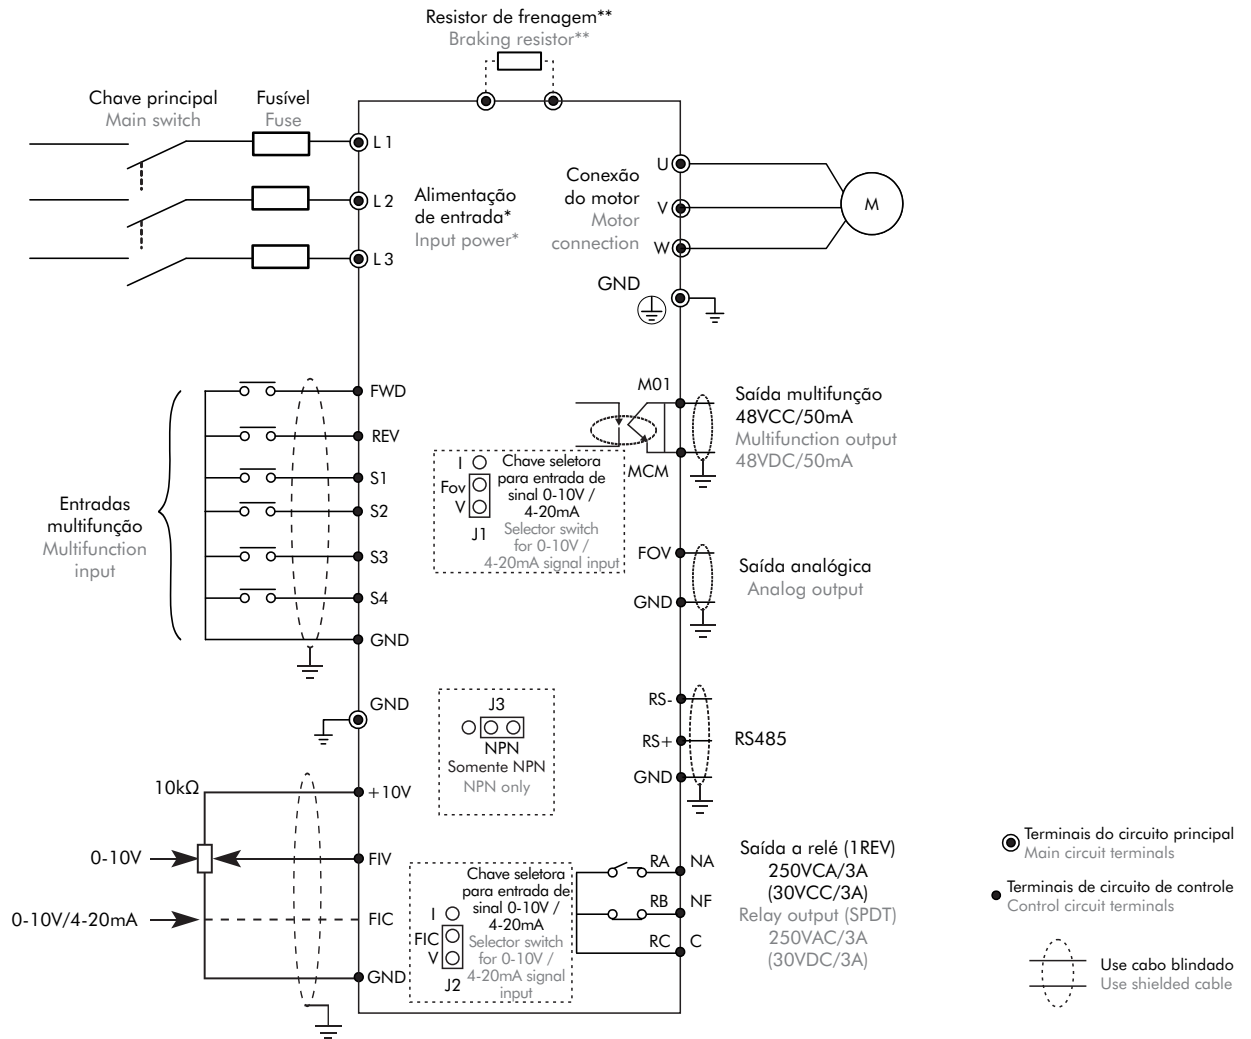 Resistor de frenagem**
Braking resistor**
Chave principal
Main switch
Fusível
Fuse
L1
L2
L3
Alimentação
de entrada*
Input power*
Conexão
do motor
Motor
connection
U
V
W
M
GND
Entradas
multifunção
Multifunction
input
FWD
REV
S1
S2
S3
S4
GND
I
Fov
V
J1
Chave seletora
para entrada de
sinal 0-10V /
4-20mA
Selector switch
for 0-10V /
4-20mA signal input
M01
MCM
Saída multifunção
48VCC/50mA
Multifunction output
48VDC/50mA
FOV
GND
Saída analógica
Analog output
GND
J3
NPN
Somente NPN
NPN only
RS-
RS+
GND
RS485
10kΩ
+10V
0-10V
FIV
0-10V/4-20mA
FIC
GND
I
FIC
V
J2
Chave seletora
para entrada de
sinal 0-10V /
4-20mA
Selector switch
for 0-10V /
4-20mA signal
input
RA
NA
RB
NF
RC
C
Saída a relé (1REV)
250VCA/3A
(30VCC/3A)
Relay output (SPDT)
250VAC/3A
(30VDC/3A)
Terminais do circuito principal
Main circuit terminals
Terminais de circuito de controle
Control circuit terminals
Use cabo blindado
Use shielded cable